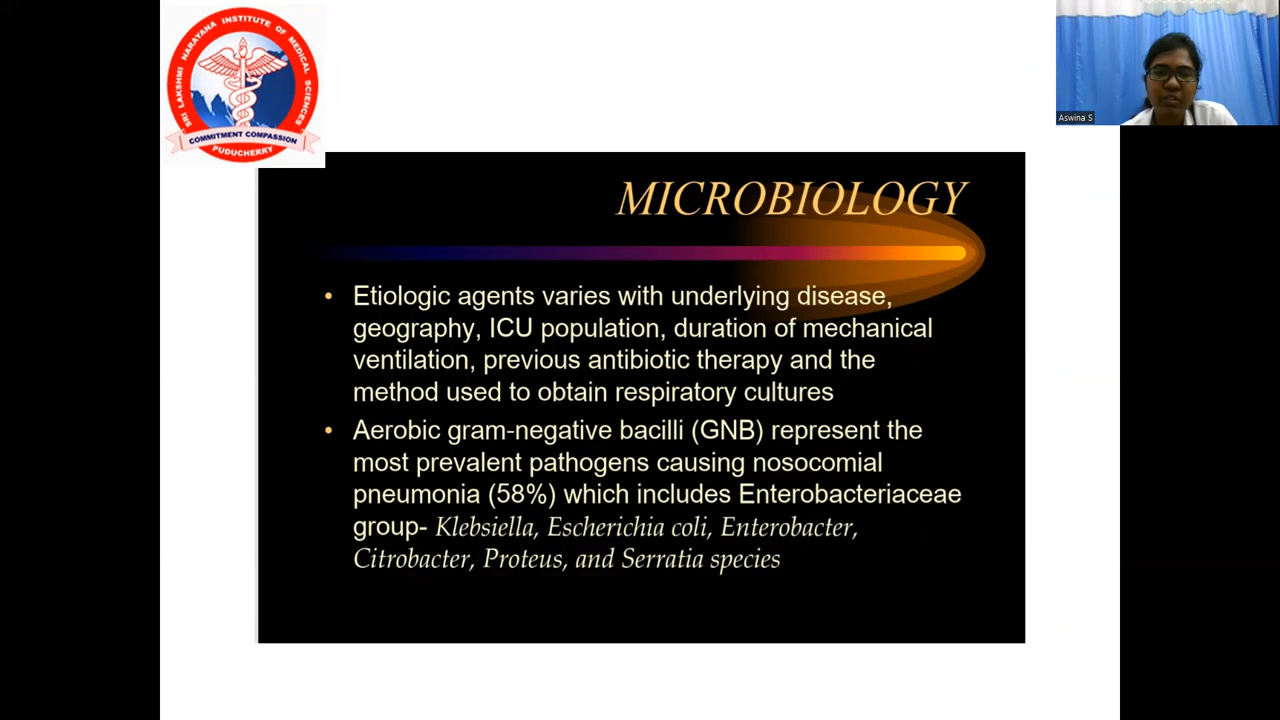 SRI LAKSHMI NARAYANA INSTITUTE OF MEDICAL SCIENCES
COMMITMENT COMPASSION
PUDUCHERRY
Aswina S
MICROBIOLOGY
• Etiologic agents varies with underlying disease,
geography, ICU population, duration of mechanical
ventilation, previous antibiotic therapy and the
method used to obtain respiratory cultures
• Aerobic gram-negative bacilli (GNB) represent the
most prevalent pathogens causing nosocomial
pneumonia (58%) which includes Enterobacteriaceae
group- Klebsiella, Escherichia coli, Enterobacter,
Citrobacter, Proteus, and Serratia species